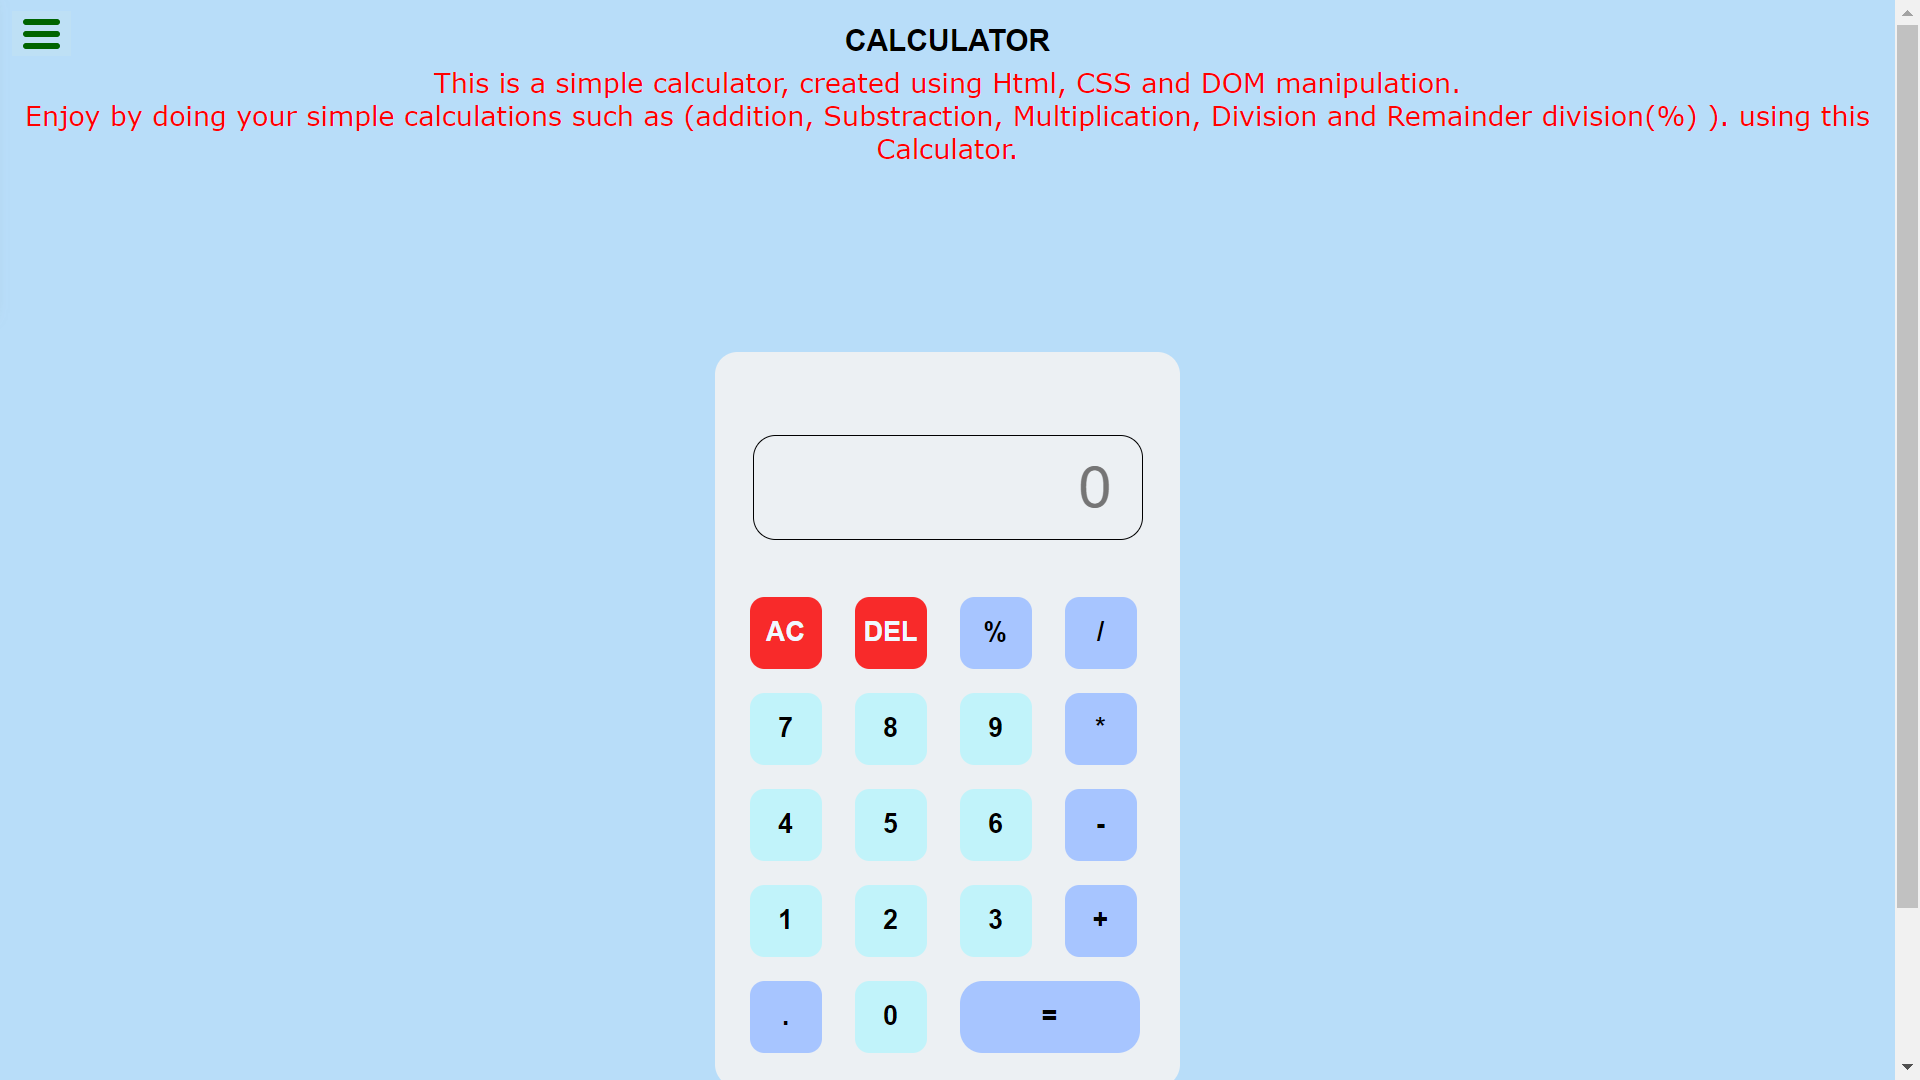 CALCULATOR
This is a simple calculator, created using Html, CSS and DOM manipulation.
Enjoy by doing your simple calculations such as (addition, Substraction, Multiplication, Division and Remainder division(%) ). using this
Calculator.
0
AC DEL % /
7 8 9 *
4 5 6 -
1 2 3 +
. 0 =